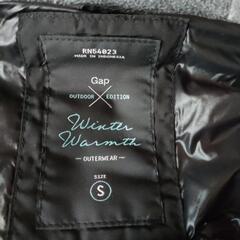 RN54023
MADE IN INDONESIA
Gap
OUTDOOR EDITION
Winter
Warmth
—OUTERWEAR—
SIZE
S